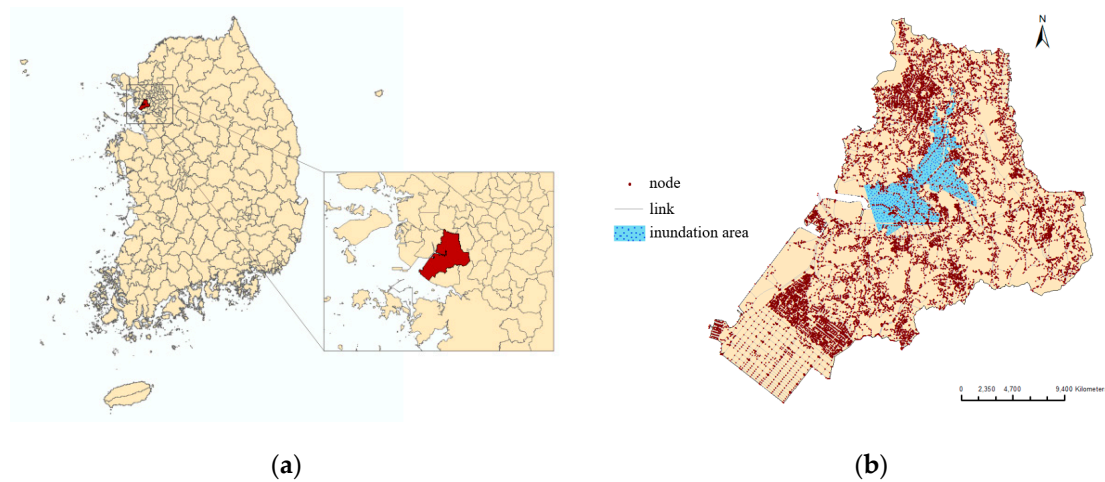 N
node
link
inundation area
0 2,350 4,700 9,400 Kilometer
(a)
(b)